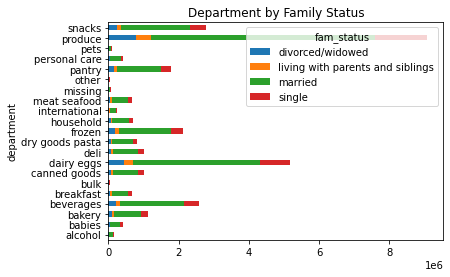 Department by Family Status
department
snacks
produce
pets
personal care
pantry
other
missing
meat seafood
international
household
frozen
dry goods pasta
deli
dairy eggs
canned goods
bulk
breakfast
beverages
bakery
babies
alcohol
fam_status
divorced/widowed
living with parents and siblings
married
single
0 2 4 6 8
1e6